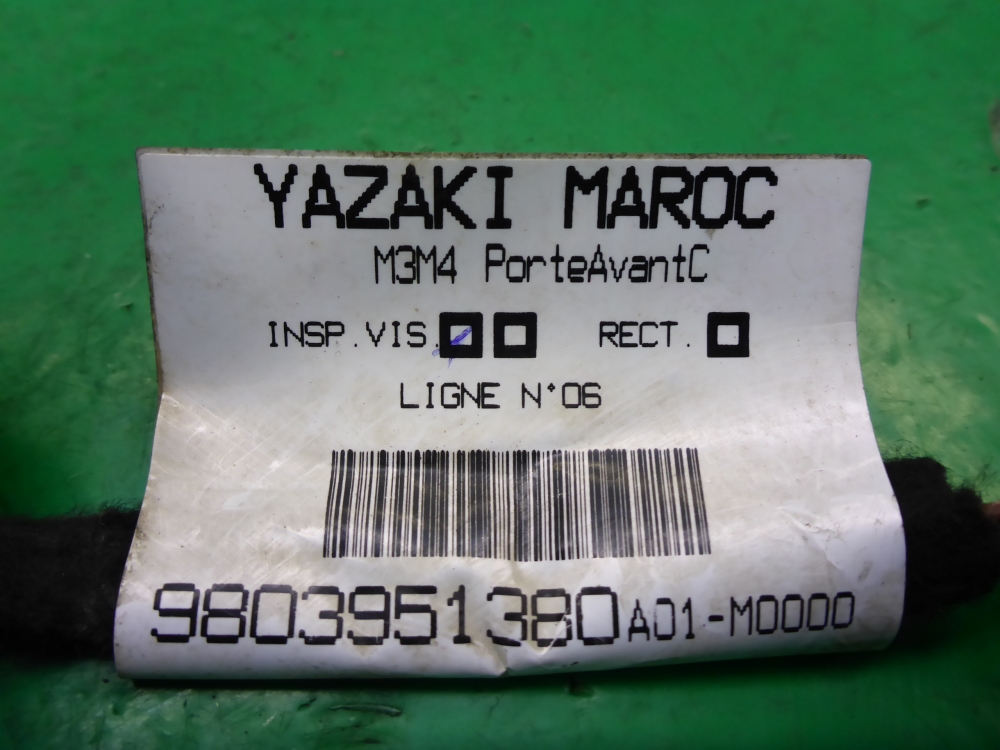 YAZAKI MAROC
M3M4 PorteAvantC
INSP.VIS. RECT.
LIGNE N°06
9803951380 A01-M0000